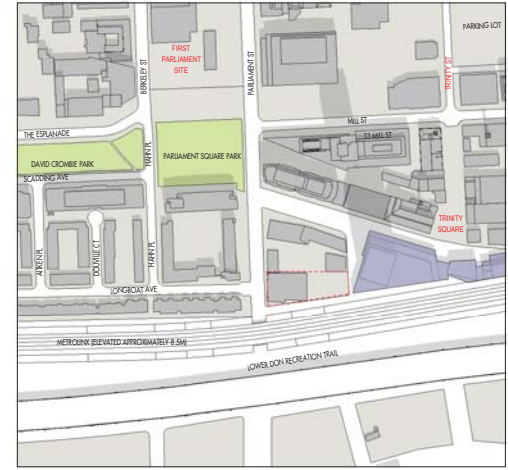 PARKING LOT
FIRST
PARLIAMENT
SITE
BERKELEY ST
PARLIAMENT ST
TRINITY ST
MILL ST
33 MILL ST
THE ESPLANADE
HAHN PL
PARLIAMENT SQUARE PARK
DAVID CROMBIE PARK
SCADDING AVE
TRINITY
SQUARE
AITKEN PL
DOUVILLE CT
HAHN PL
LONGBOAT AVE
METROLINX (ELEVATED APPROXIMATELY 8.5M)
LOWER DON RECREATION TRAIL